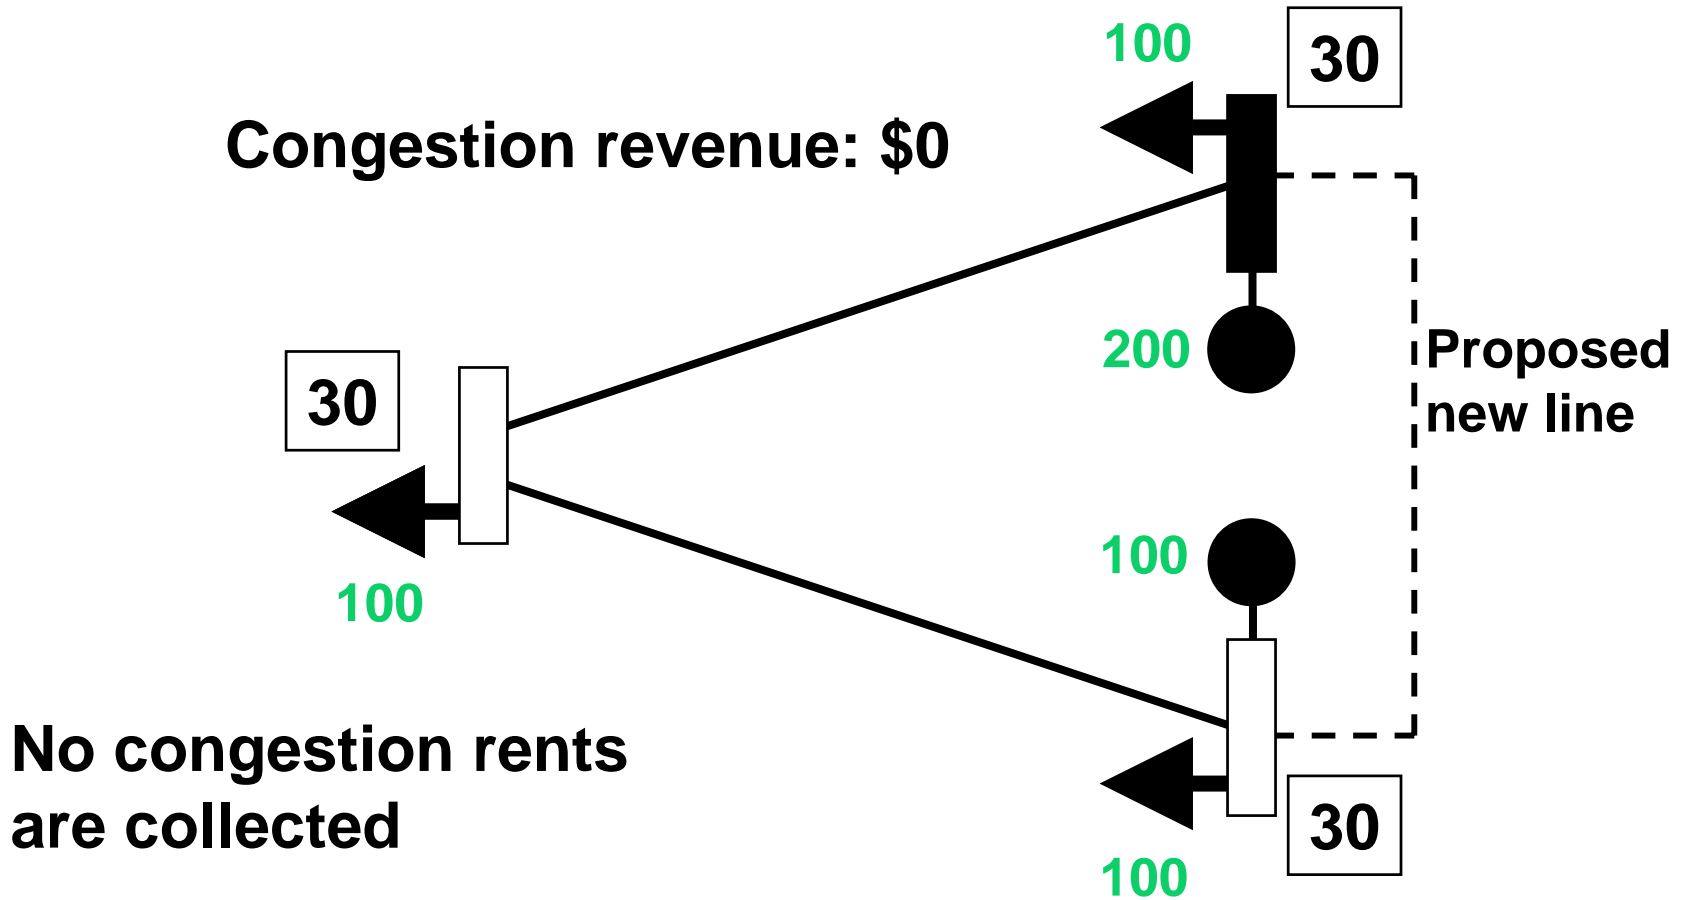 100
30
Congestion revenue: $0
200
Proposed
new line
30
100
100
No congestion rents
are collected
30
100